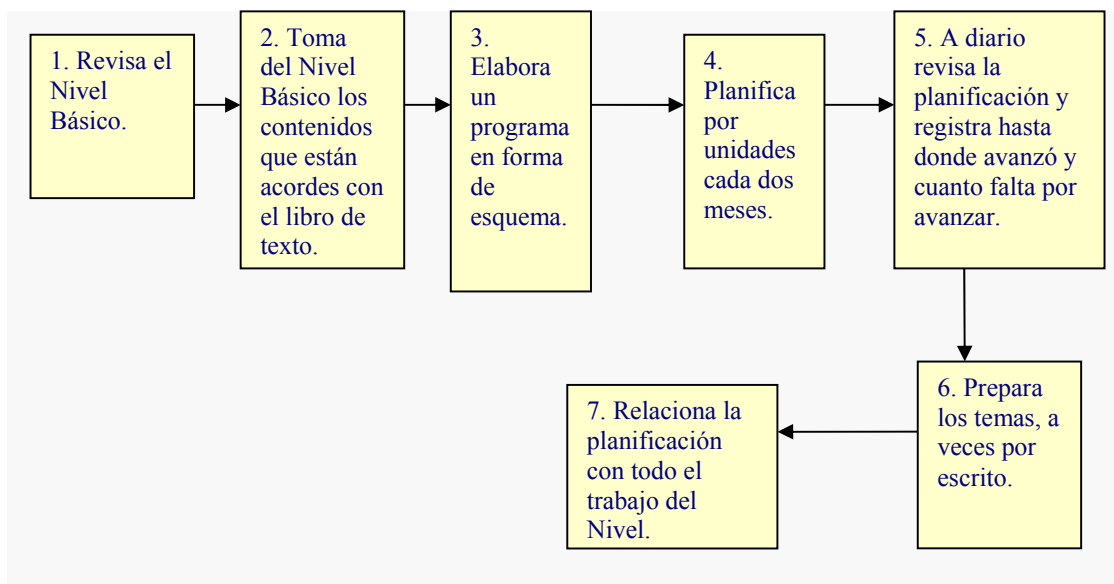 1. Revisa el
Nivel
Básico.
2. Toma
del Nivel
Básico los
contenidos
que están
acordes con
el libro de
texto.
3.
Elabora
un
programa
en forma
de
esquema.
4.
Planifica
por
unidades
cada dos
meses.
5. A diario
revisa la
planificación y
registra hasta
donde avanzó y
cuanto falta por
avanzar.
6. Prepara
los temas, a
veces por
escrito.
7. Relaciona la
planificación
con todo el
trabajo del
Nivel.